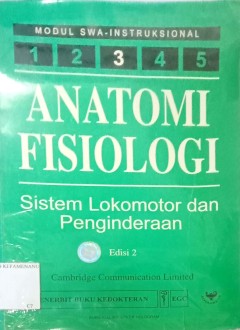 MODUL SWA-INSTRUKSIONAL
1 2 3 4 5
ANATOMI
FISIOLOGI
Sistem Lokomotor dan
Penginderaan
Edisi 2
Cambridge Communication Limited
PENERBIT BUKU KEDOKTERAN EGC